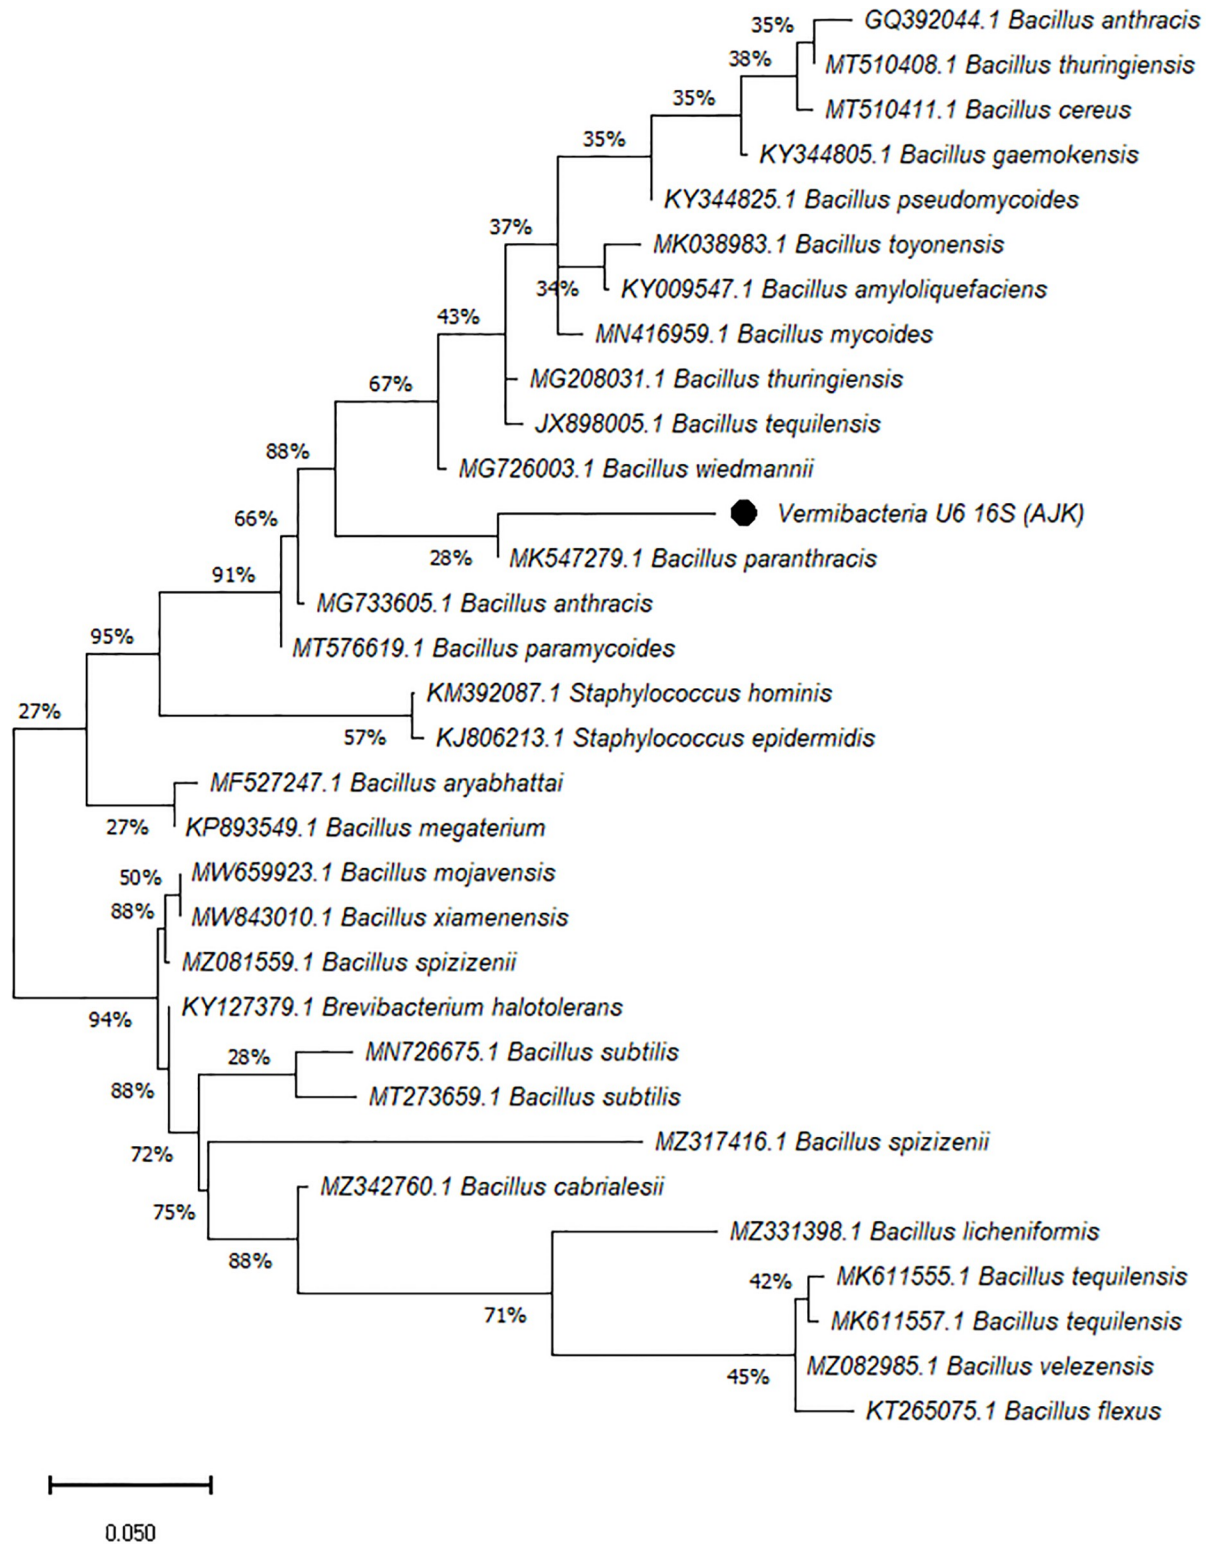 35%
GQ392044.1 Bacillus anthracis
38%
MT510408.1 Bacillus thuringiensis
35%
MT510411.1 Bacillus cereus
35%
KY344805.1 Bacillus gaemokensis
KY344825.1 Bacillus pseudomycoides
37%
MK038983.1 Bacillus toyonensis
34%
KY009547.1 Bacillus amyloliquefaciens
43%
MN416959.1 Bacillus mycoides
67%
MG208031.1 Bacillus thuringiensis
JX898005.1 Bacillus tequilensis
88%
MG726003.1 Bacillus wiedmannii
66%
Vermibacteria U6 16S (AJK)
28%
MK547279.1 Bacillus paranthracis
91%
MG733605.1 Bacillus anthracis
95%
MT576619.1 Bacillus paramycoides
KM392087.1 Staphylococcus hominis
27%
57%
KJ806213.1 Staphylococcus epidermidis
MF527247.1 Bacillus aryabhattai
27%
KP893549.1 Bacillus megaterium
50%
MW659923.1 Bacillus mojavensis
88%
MW843010.1 Bacillus xiamenensis
MZ081559.1 Bacillus spizizenii
94%
KY127379.1 Brevibacterium halotolerans
28%
MN726675.1 Bacillus subtilis
88%
MT273659.1 Bacillus subtilis
72%
MZ317416.1 Bacillus spizizenii
75%
MZ342760.1 Bacillus cabrialesii
88%
MZ331398.1 Bacillus licheniformis
42%
MK611555.1 Bacillus tequilensis
71%
MK611557.1 Bacillus tequilensis
45%
MZ082985.1 Bacillus velezensis
KT265075.1 Bacillus flexus
0.050